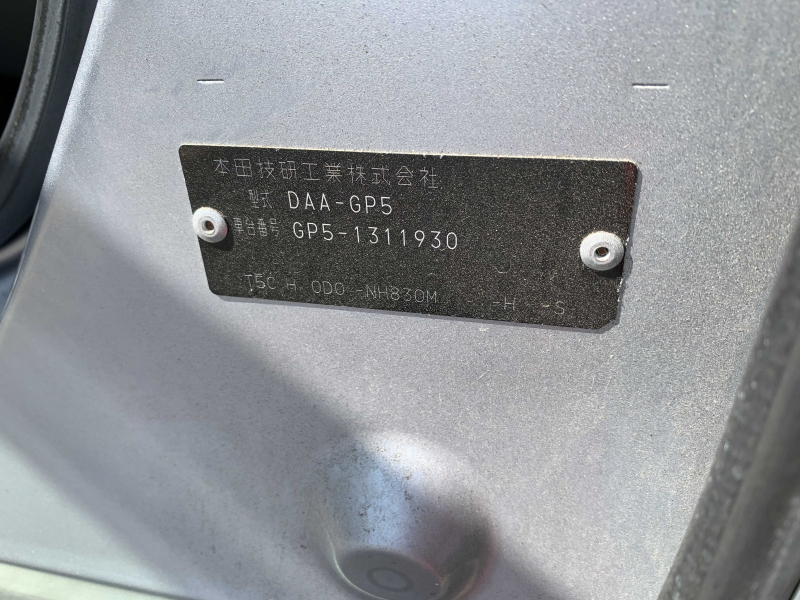 本田技研工業株式会社
型式 DAA-GP5
車台番号 GP5-1311930
T5C H 0D0 -NH830M -H -S